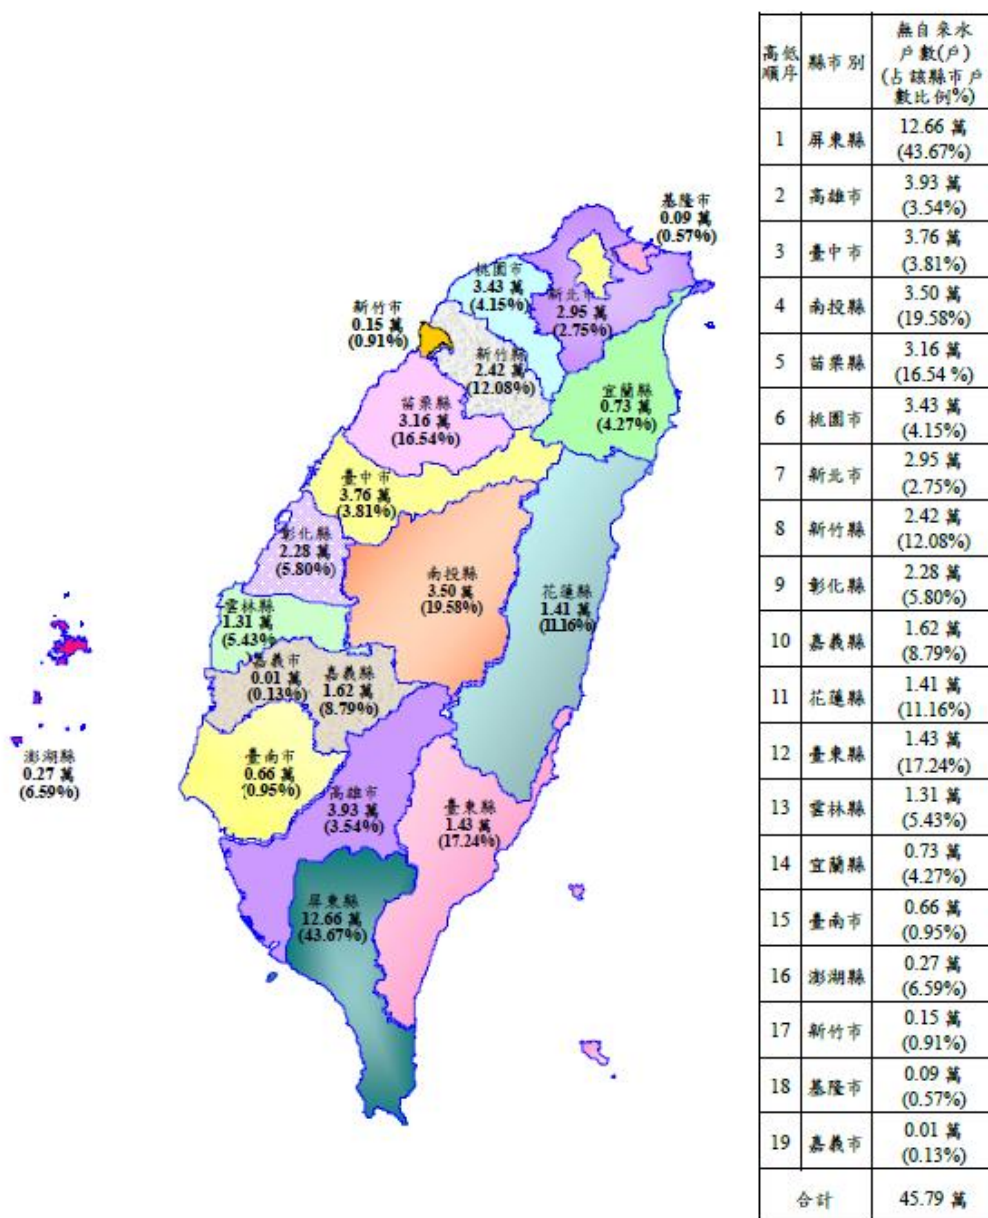 基隆市
0.09 萬
(0.57%)
桃園市
3.43 萬
(4.15%)
新北市
2.95 萬
(2.75%)
新竹市
0.15 萬
(0.91%)
新竹縣
2.42 萬
(12.08%)
宜蘭縣
0.73 萬
(4.27%)
苗栗縣
3.16 萬
(16.54%)
臺中市
3.76 萬
(3.81%)
彰化縣
2.28 萬
(5.80%)
南投縣
3.50 萬
(19.58%)
花蓮縣
1.41 萬
(11.16%)
雲林縣
1.31 萬
(5.43%
)
嘉義市
0.01 萬
(0.13%)
嘉義縣
1.62 萬
(8.79%)
澎湖縣
0.27 萬
(6.59%)
臺南市
0.66 萬
(0.95%)
高雄市
3.93 萬
(3.54%)
臺東縣
1.43 萬
(17.24%)
屏東縣
12.66 萬
(43.67%)
高低順序 縣市別 無自來水戶數(戶)(占該縣市戶數比例%)
1 屏東縣 12.66 萬
(43.67%)
2 高雄市 3.93 萬
(3.54%)
3 臺中市 3.76 萬
(3.81%)
4 南投縣 3.50 萬
(19.58%)
5 苗栗縣 3.16 萬
(16.54 %)
6 桃園市 3.43 萬
(4.15%)
7 新北市 2.95 萬
(2.75%)
8 新竹縣 2.42 萬
(12.08%)
9 彰化縣 2.28 萬
(5.80%)
10 嘉義縣 1.62 萬
(8.79%)
11 花蓮縣 1.41 萬
(11.16%)
12 臺東縣 1.43 萬
(17.24%)
13 雲林縣 1.31 萬
(5.43%)
14 宜蘭縣 0.73 萬
(4.27%)
15 臺南市 0.66 萬
(0.95%)
16 澎湖縣 0.27 萬
(6.59%)
17 新竹市 0.15 萬
(0.91%)
18 基隆市 0.09 萬
(0.57%)
19 嘉義市 0.01 萬
(0.13%)
合計 45.79 萬